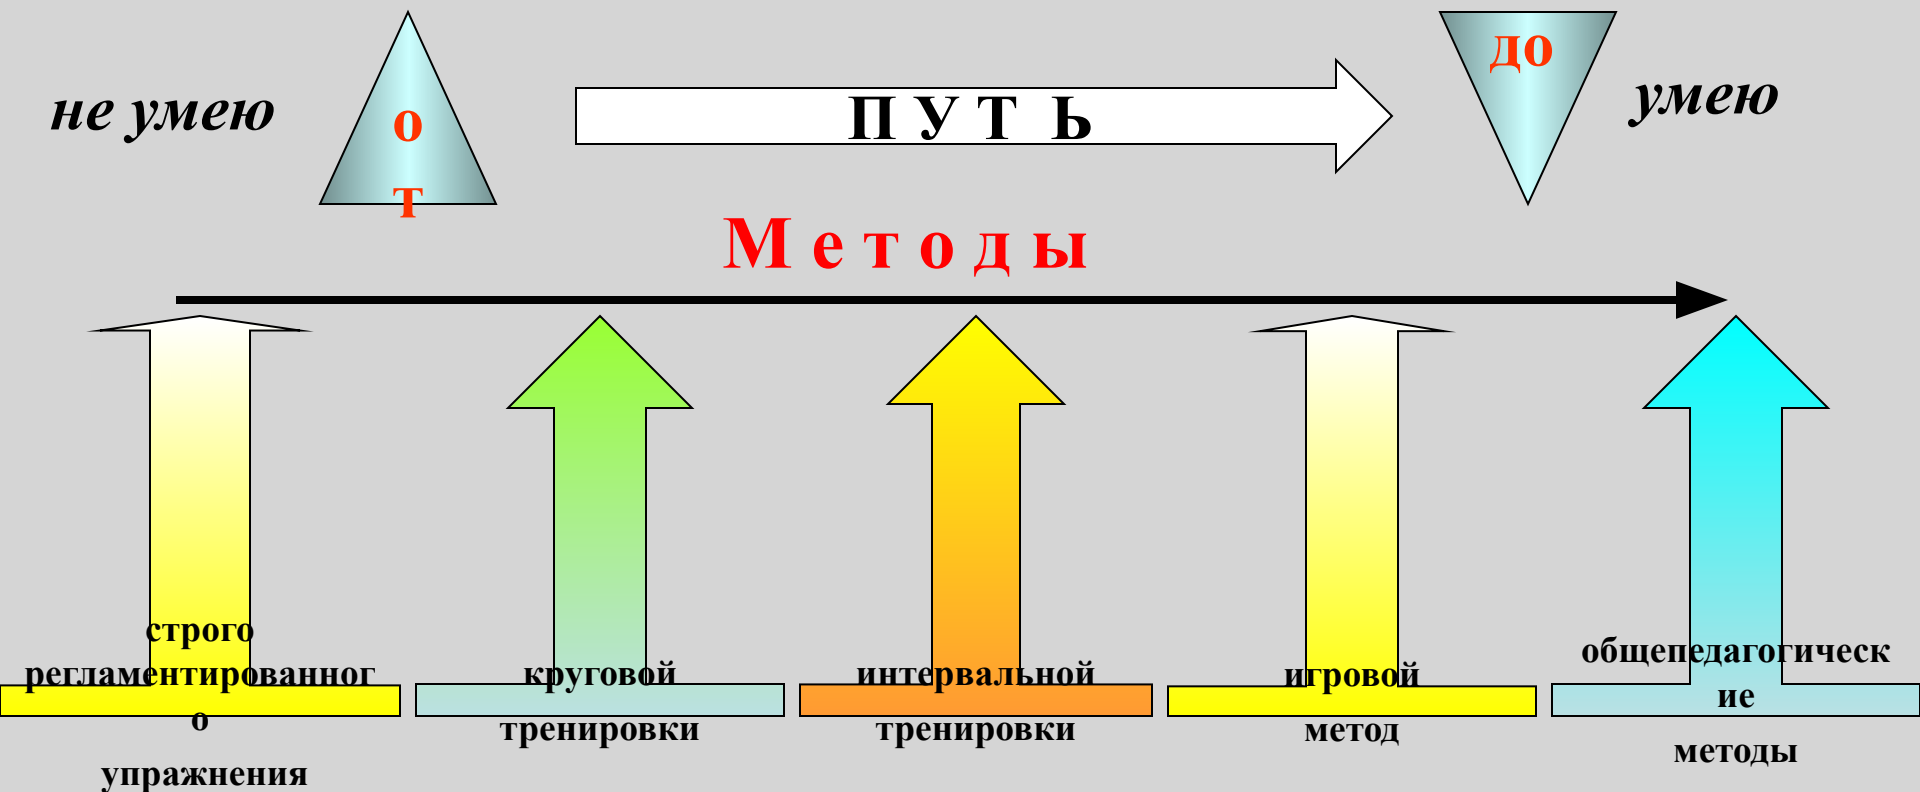 не умею
о
т
П У Т Ь
до
умею
М е т о д ы
строго
регламентированног
о
упражнения
круговой
тренировки
интервальной
тренировки
игровой
метод
общепедагогическ
ие
методы